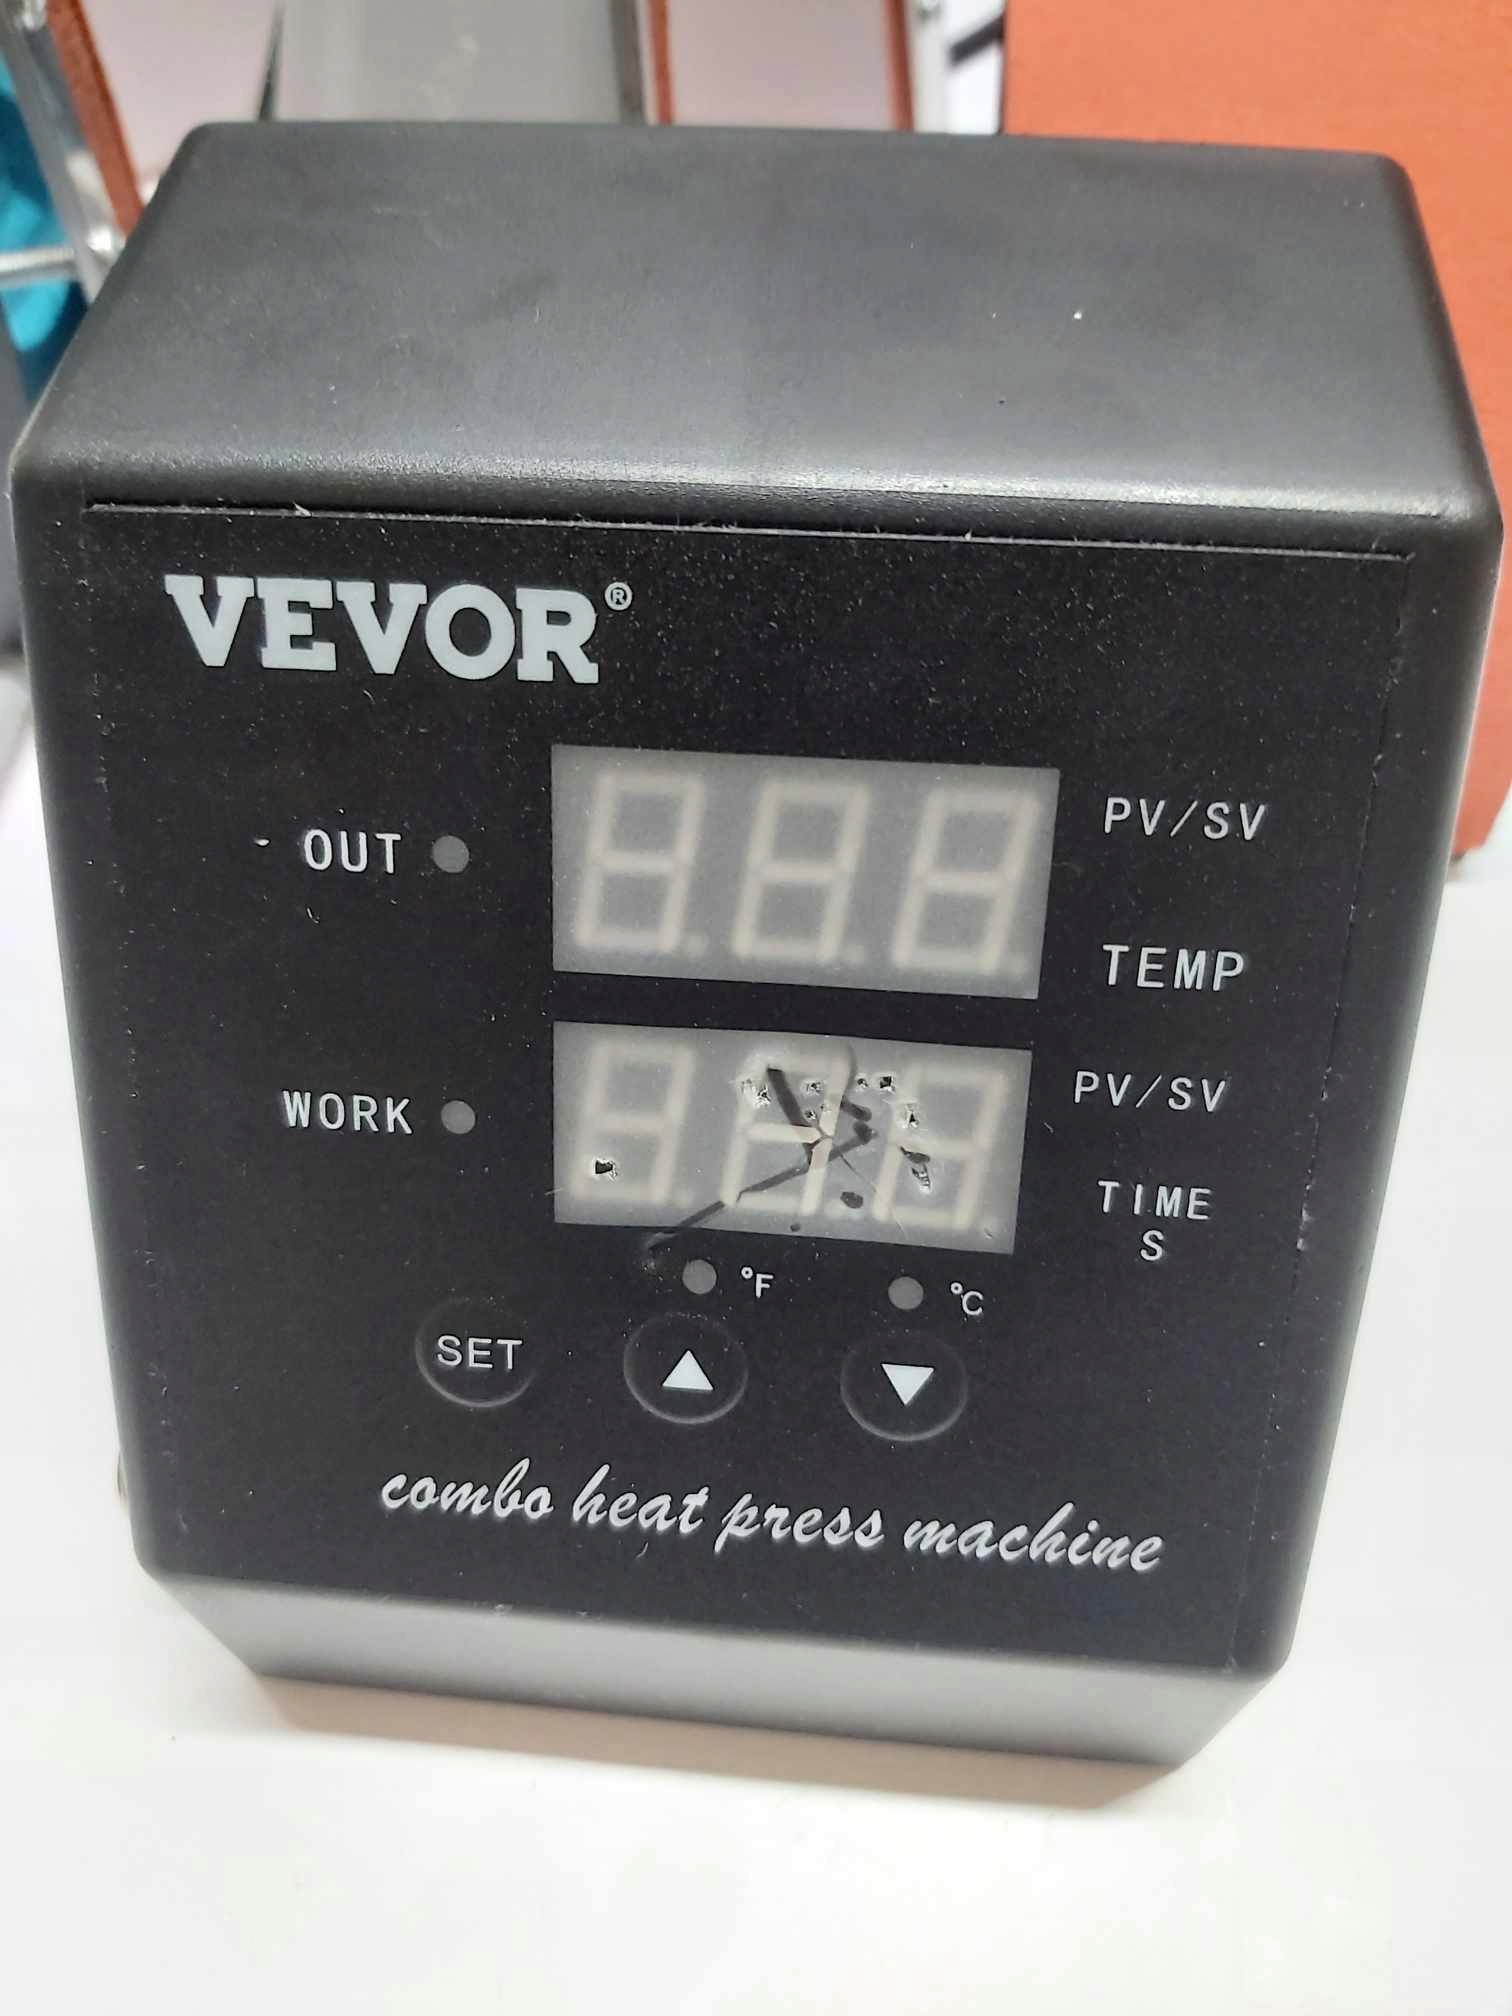 VEVOR®
OUT
PV/SV
TEMP
WORK
PV/SV
TIME
S
°F
°C
SET
combo heat press machine